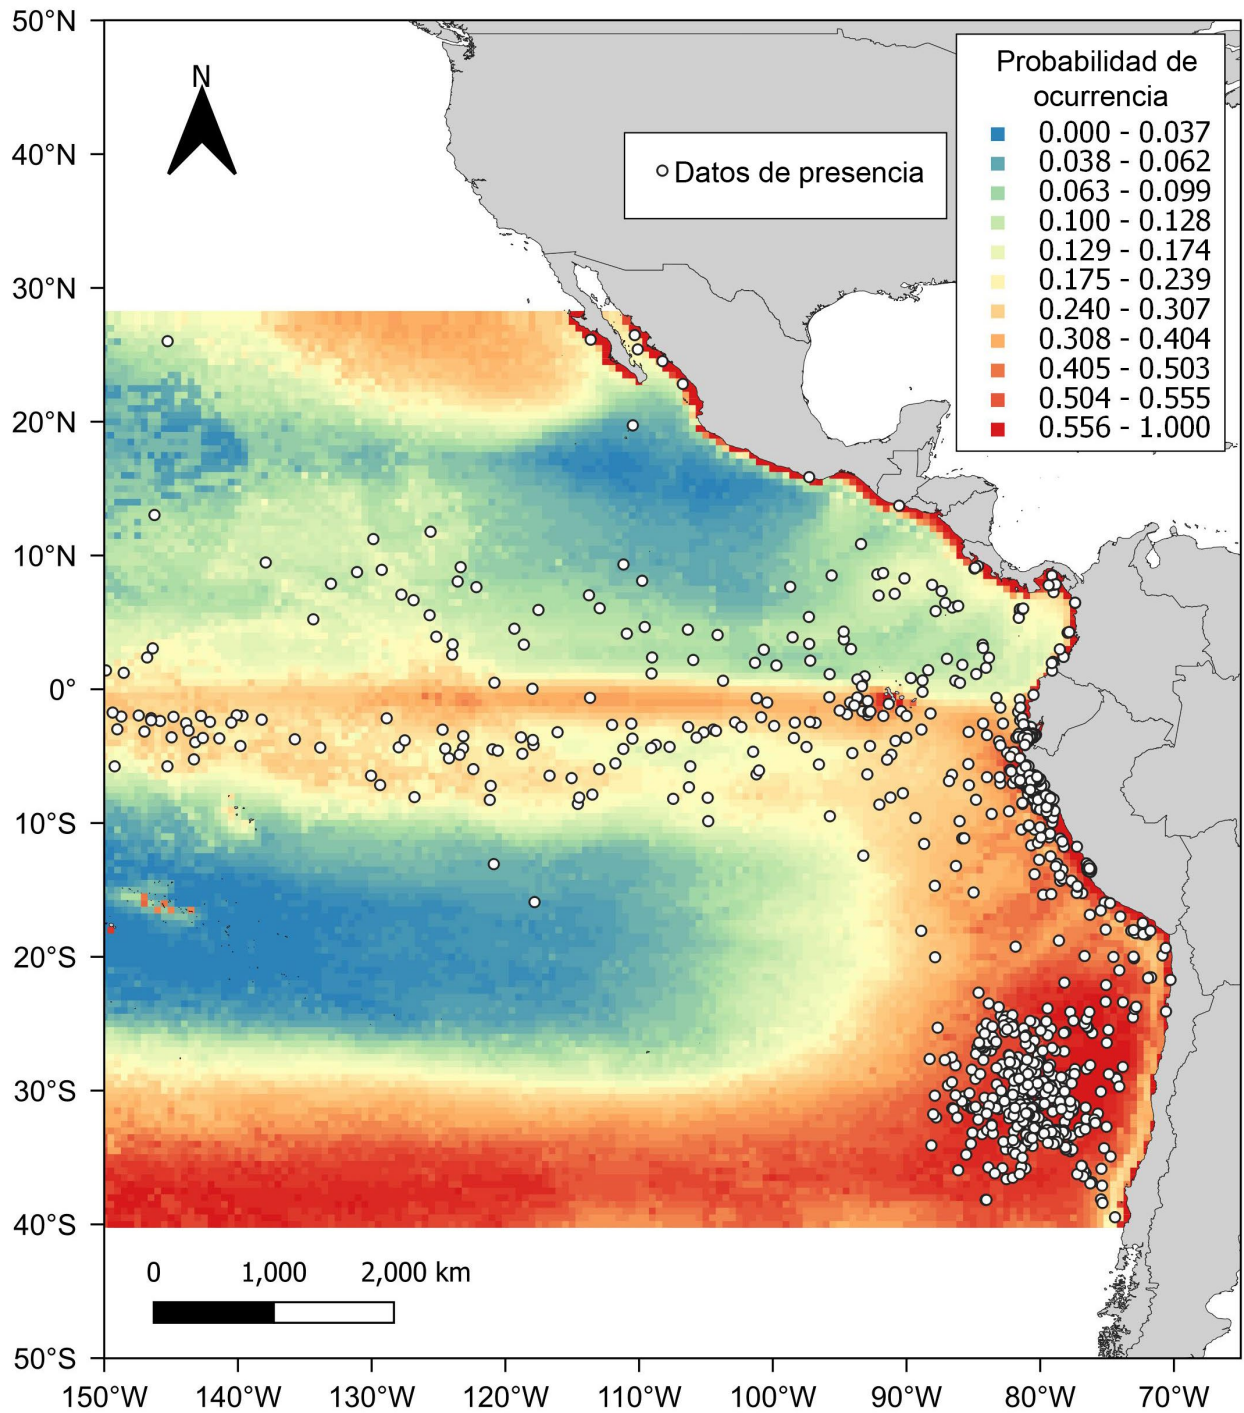 50°N
40°N
30°N
20°N
10°N
0°
10°S
20°S
30°S
40°S
50°S
N
Probabilidad de
ocurrencia
0.000 - 0.037
0.038 - 0.062
0.063 - 0.099
0.100 - 0.128
0.129 - 0.174
0.175 - 0.239
0.240 - 0.307
0.308 - 0.404
0.405 - 0.503
0.504 - 0.555
0.556 - 1.000
Datos de presencia
0 1,000 2,000 km
150°W 140°W 130°W 120°W 110°W 100°W 90°W 80°W 70°W